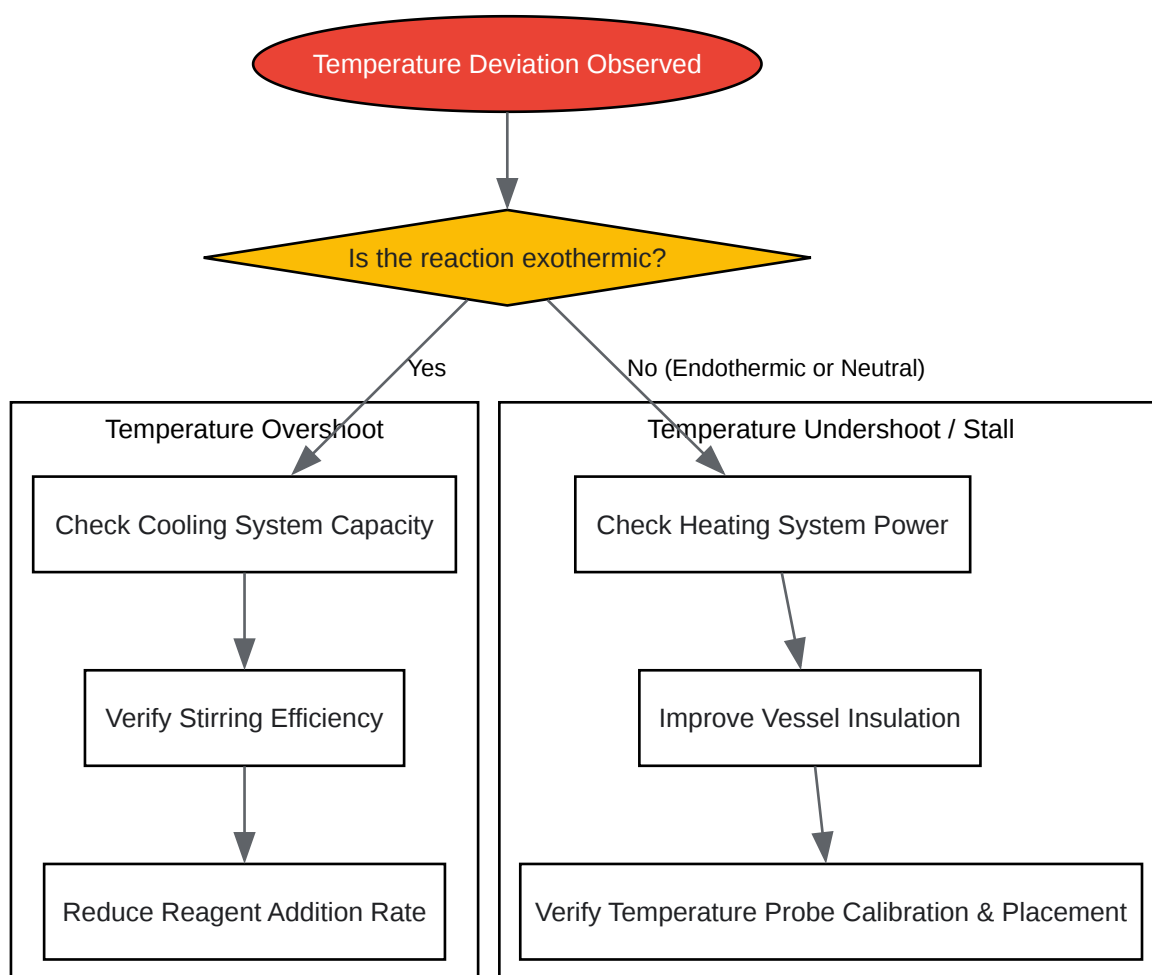 Temperature Deviation Observed
Is the reaction exothermic?
Yes
No (Endothermic or Neutral)
Temperature Overshoot
Check Cooling System Capacity
Verify Stirring Efficiency
Reduce Reagent Addition Rate
Temperature Undershoot / Stall
Check Heating System Power
Improve Vessel Insulation
Verify Temperature Probe Calibration & Placement